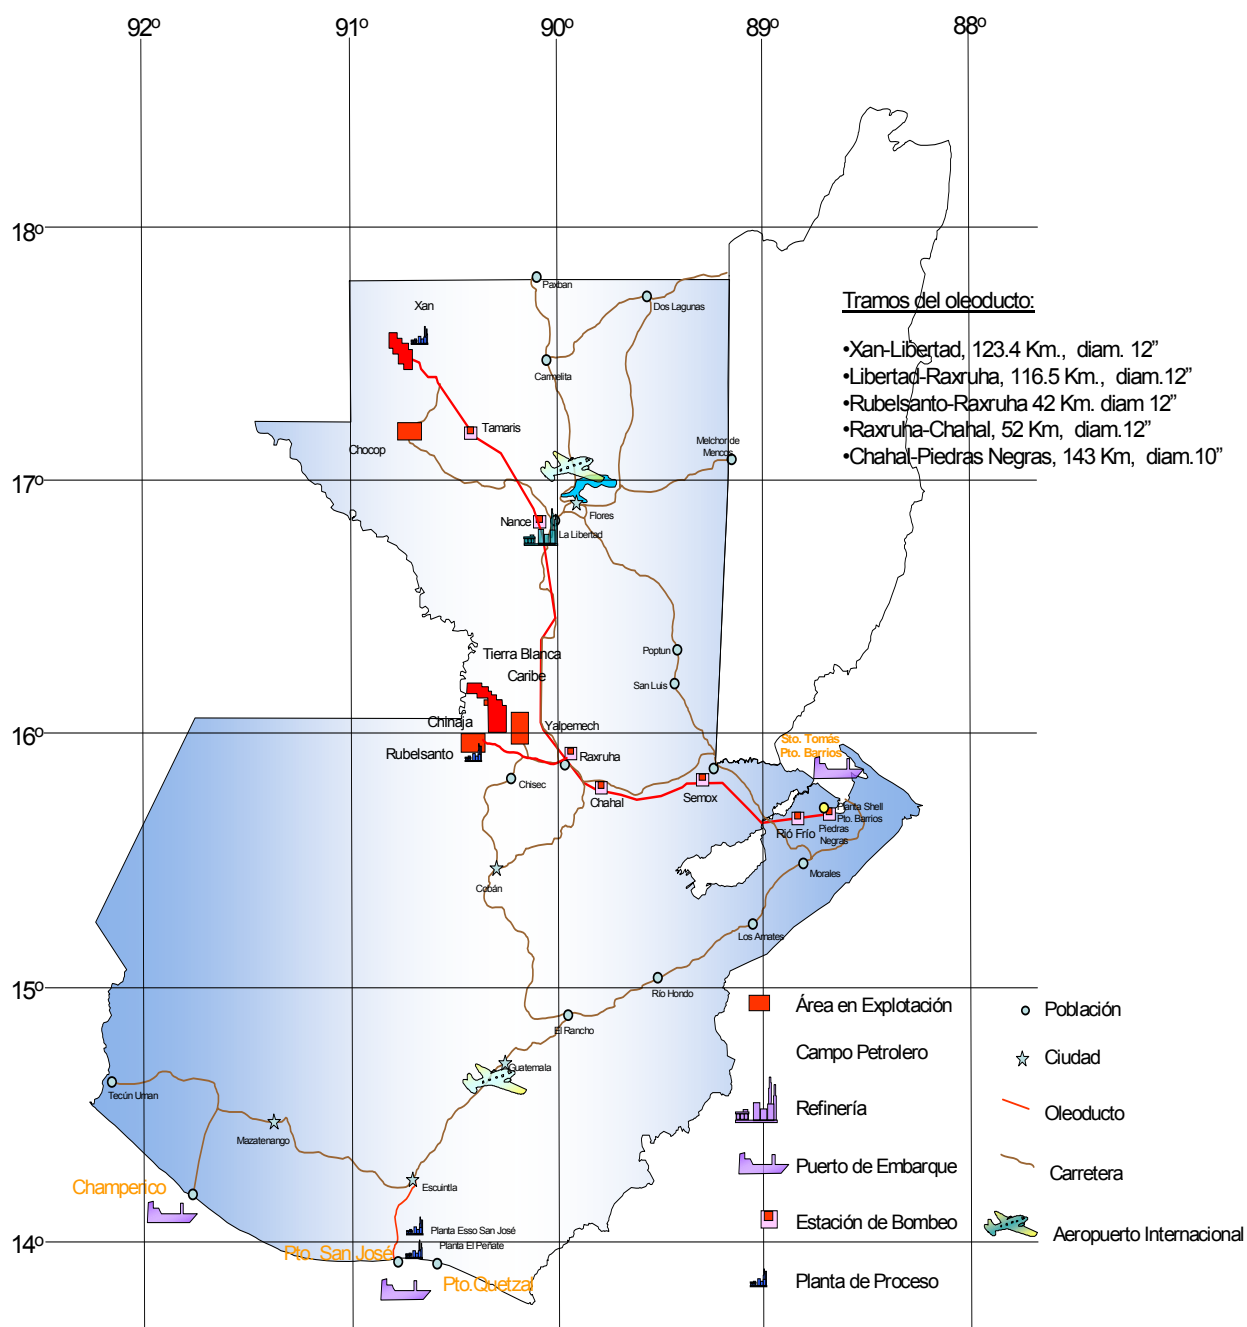 92º 91º 90º 89º 88º
18º
Tramos del oleoducto:
•Xan-Libertad, 123.4 Km., diam. 12”
•Libertad-Raxruha, 116.5 Km., diam.12”
•Rubelsanto-Raxruha 42 Km. diam 12”
•Raxruha-Chahal, 52 Km, diam.12”
•Chahal-Piedras Negras, 143 Km, diam.10”
Paxban
Dos Lagunas
Xan
Carmelita
Tamaris
Chocop
Melchor de
Mencos
17º
Flores
Nance
La Libertad
Poptun
Tierra Blanca
San Luis
Caribe
Chinaja
Yalpemech
16º
Sto. Tomás
Pto. Barrios
Rubelsanto
Raxruha
Chisec
Chahal
Semox
Planta Shell
Pto. Barrios
Rió Frío
Piedras
Negras
Morales
Cobán
Los Amates
15º
Río Hondo
El Rancho
Guatemala
Tecún Uman
Mazatenango
Escuintla
Champerico
Planta Esso San José
Planta El Peñate
14º
Pto. San José
Pto.Quetzal
Área en Explotación
Campo Petrolero
Refinería
Puerto de Embarque
Estación de Bombeo
Planta de Proceso
Población
Ciudad
Oleoducto
Carretera
Aeropuerto Internacional